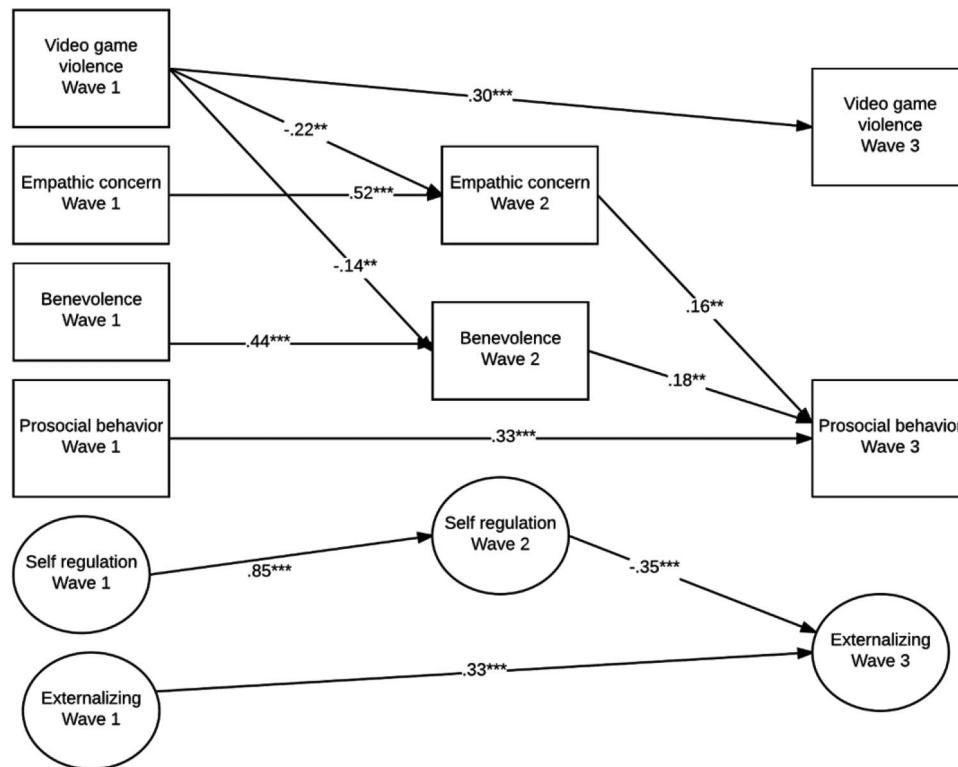 Video game
violence
Wave 1
.30***
Video game
violence
Wave 3
-.22**
Empathic concern
Wave 1
.52***
Empathic concern
Wave 2
-.14**
Benevolence
Wave 1
.44***
Benevolence
Wave 2
.16**
.18**
Prosocial behavior
Wave 1
.33***
Prosocial behavior
Wave 3
Self regulation
Wave 1
.85***
Self regulation
Wave 2
-.35***
Externalizing
Wave 1
.33***
Externalizing
Wave 3